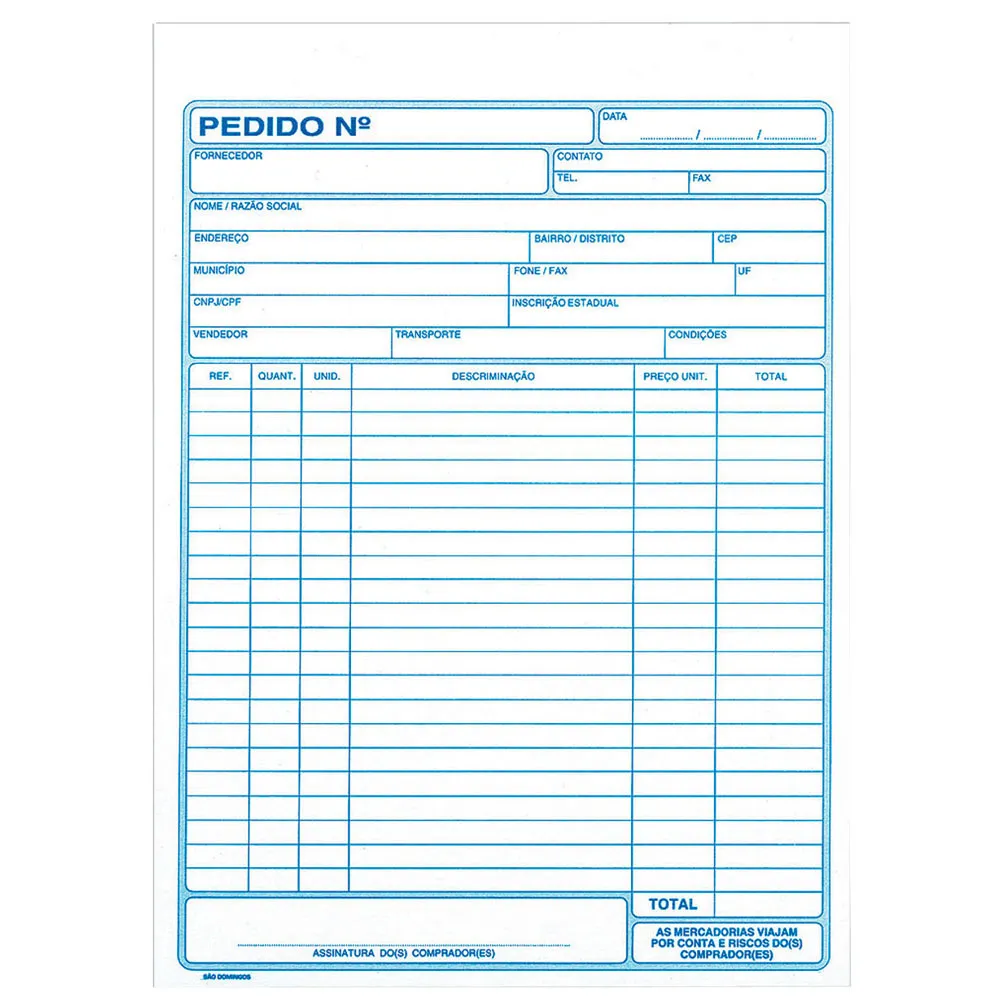 PEDIDO Nº
DATA
/ /
FORNECEDOR
CONTATO
TEL. FAX
NOME / RAZÃO SOCIAL
ENDEREÇO BAIRRO / DISTRITO CEP
MUNICÍPIO FONE / FAX UF
CNPJ/CPF INSCRIÇÃO ESTADUAL
VENDEDOR TRANSPORTE CONDIÇÕES
REF. QUANT. UNID. DESCRIMINAÇÃO PREÇO UNIT. TOTAL
TOTAL
ASSINATURA DO(S) COMPRADOR(ES)
AS MERCADORIAS VIAJAM
POR CONTA E RISCOS DO(S)
COMPRADOR(ES)
SÃO DOMINGOS